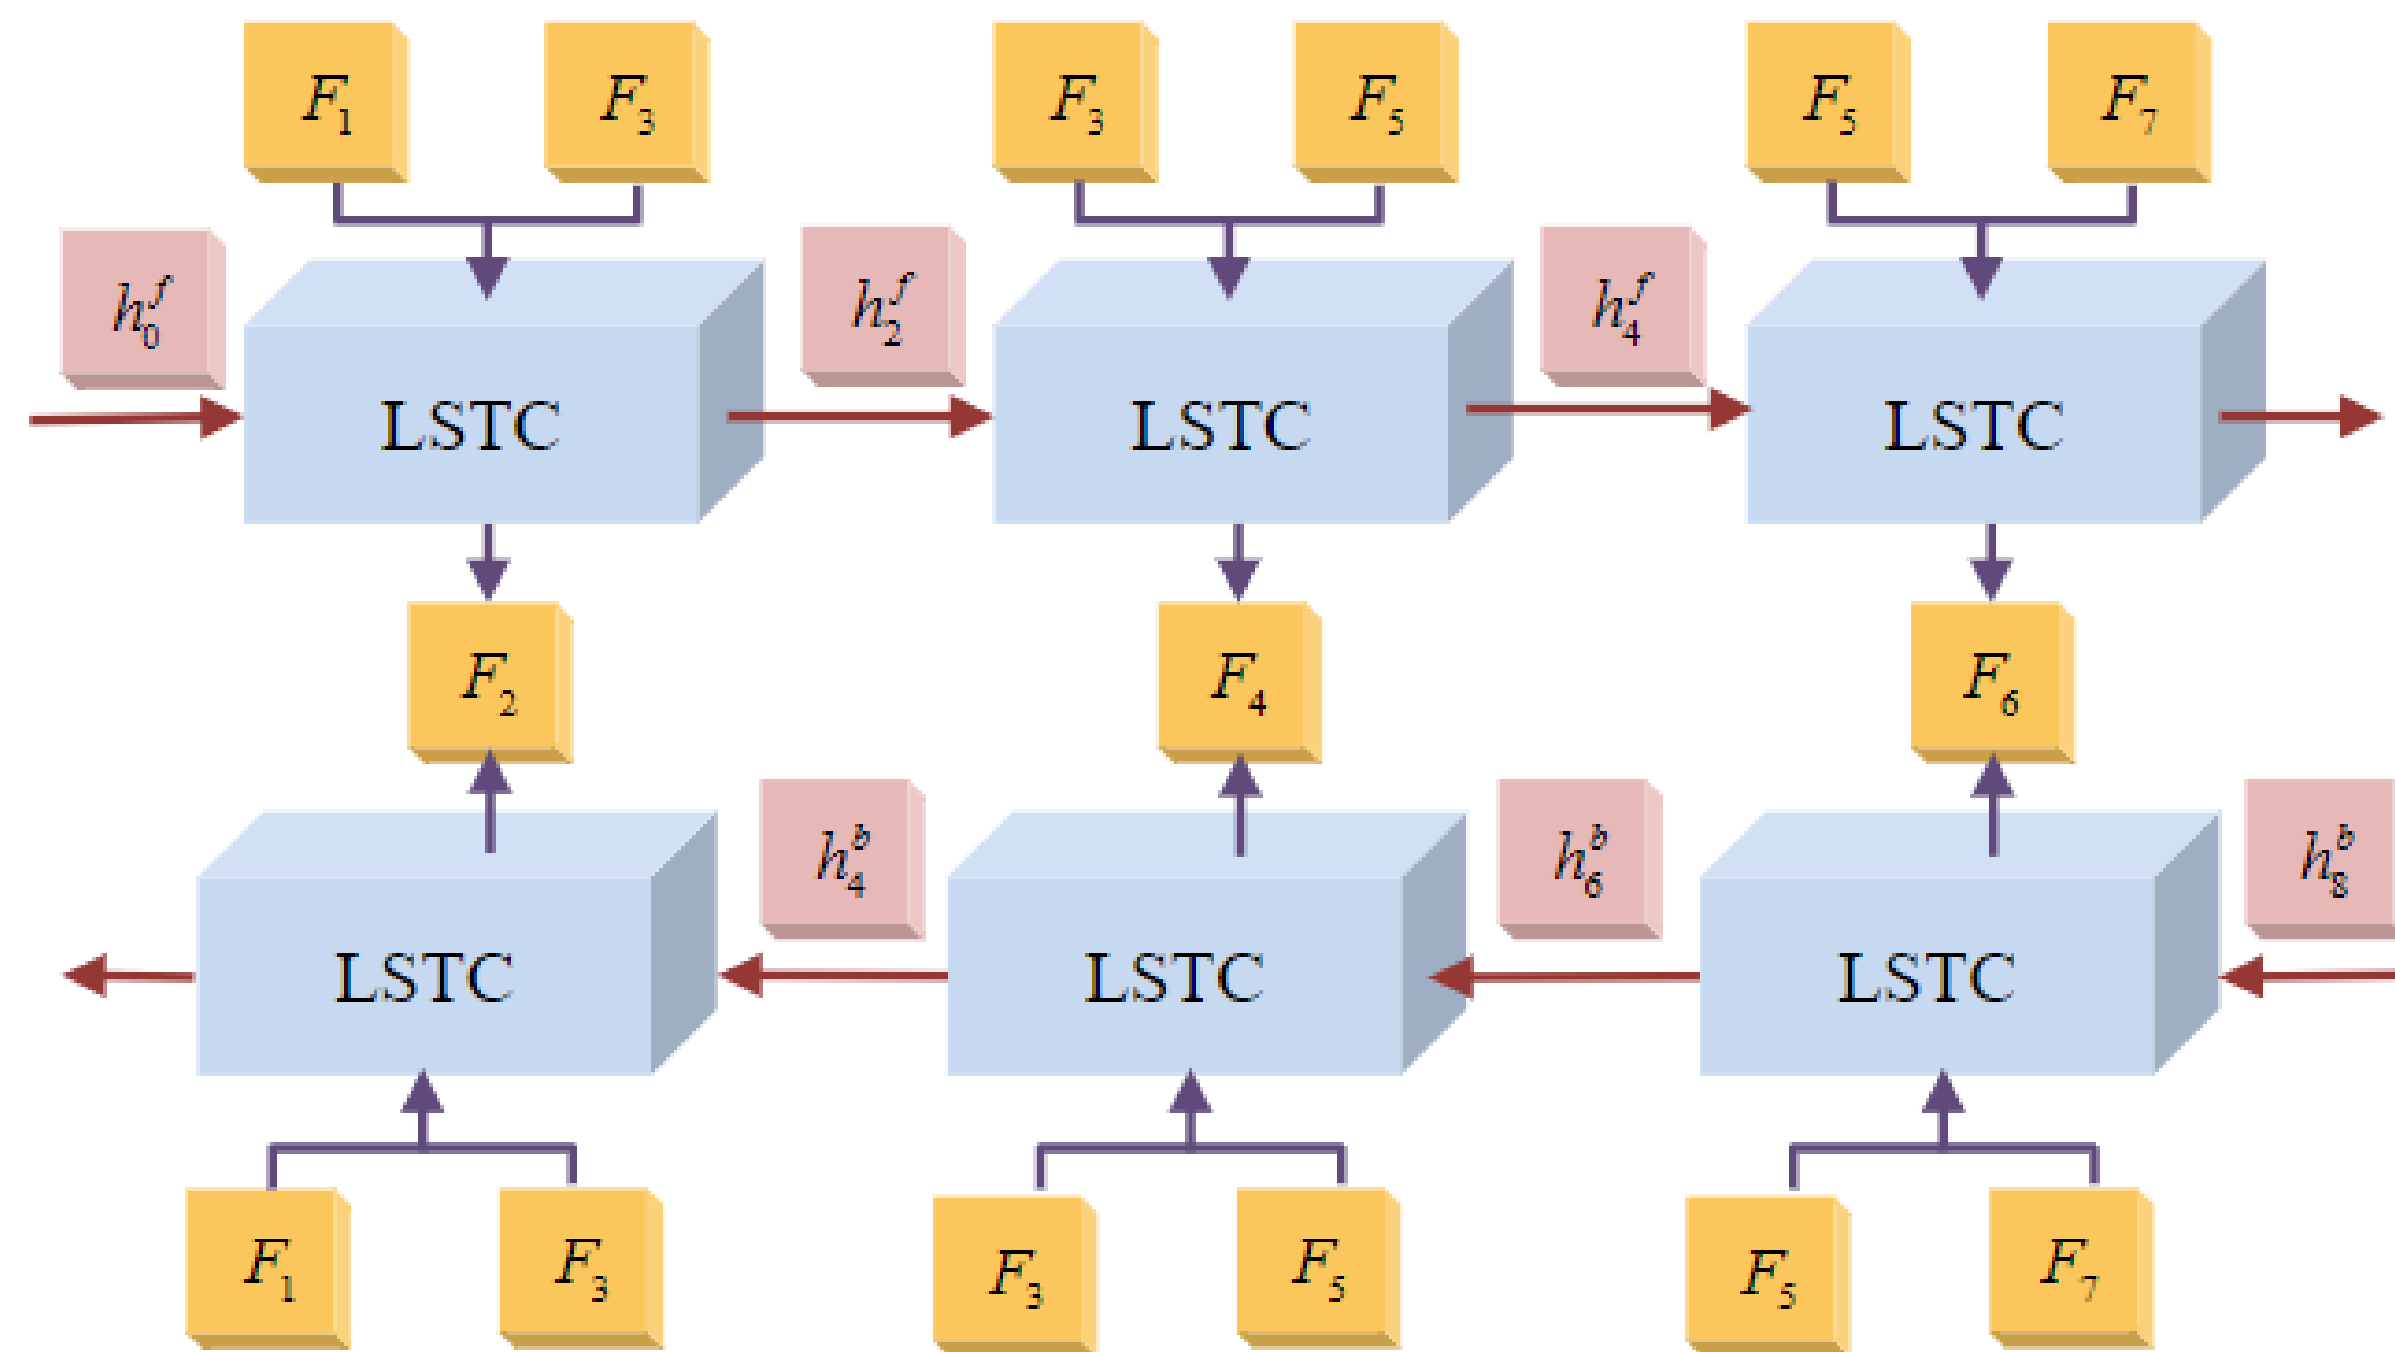 F₁ F₃ F₃ F₅ F₅ F₇
h₀ᶠ h₂ᶠ h₄ᶠ
LSTC LSTC LSTC
F₂ F₄ F₆
h₄ᵇ h₆ᵇ h₈ᵇ
LSTC LSTC LSTC
F₁ F₃ F₃ F₅ F₅ F₇